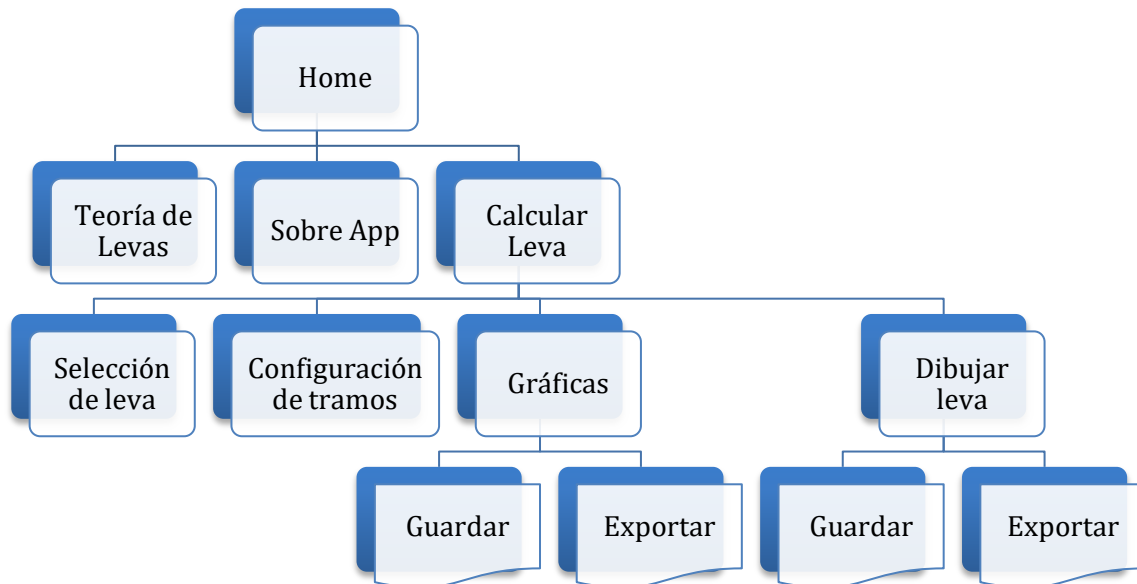 Home
Teoría de
Levas
Sobre App
Calcular
Leva
Selección
de leva
Configuración
de tramos
Gráficas
Dibujar
leva
Guardar
Exportar
Guardar
Exportar